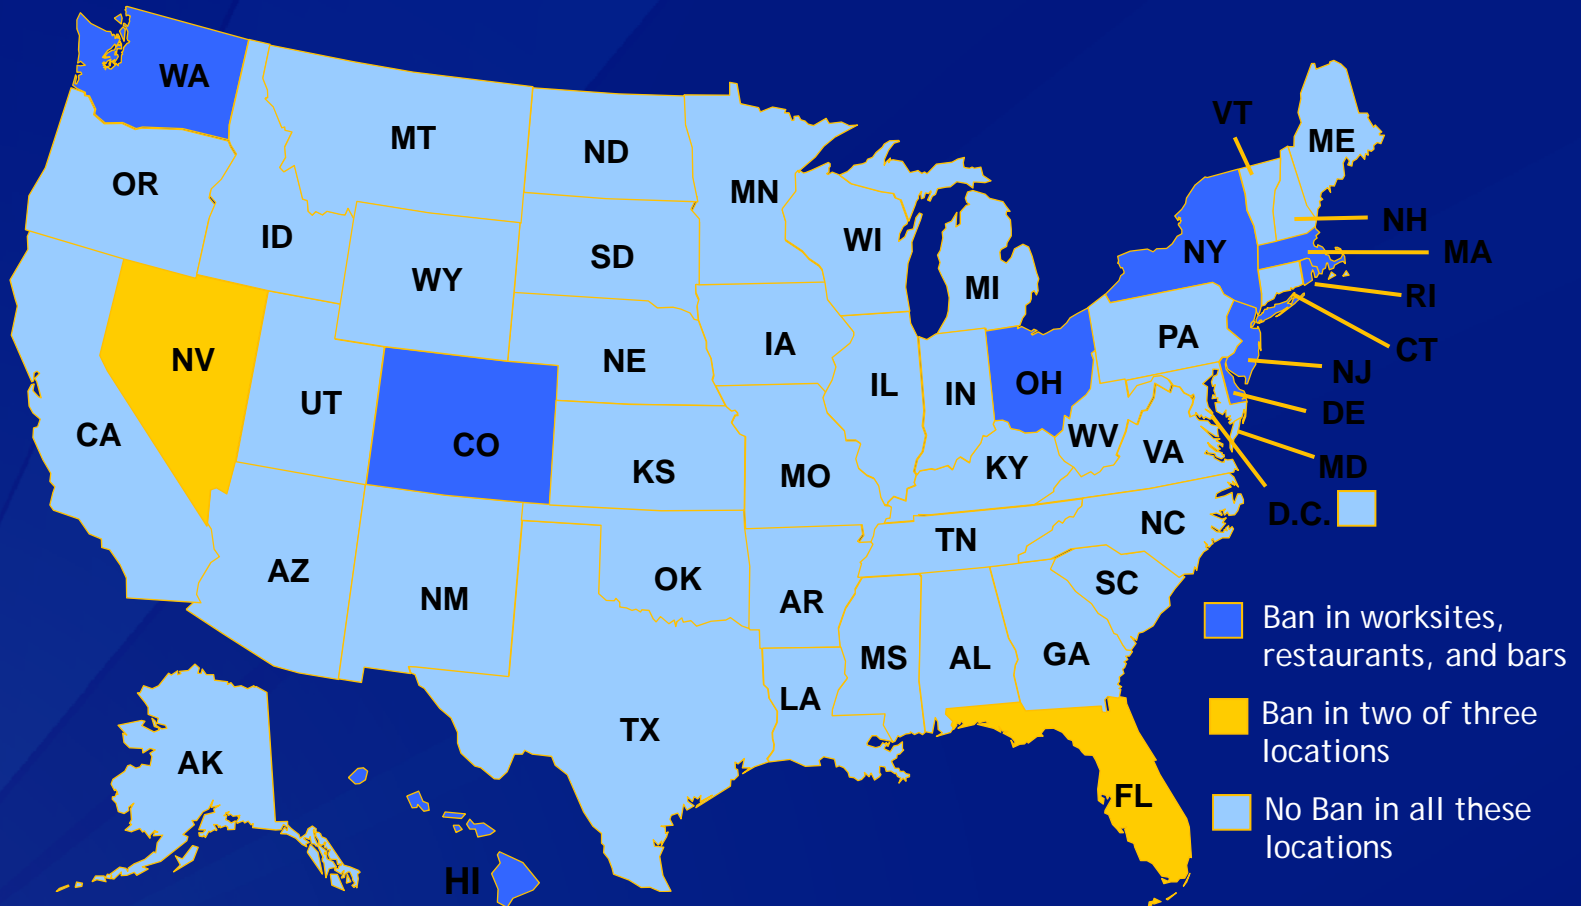 WA
MT
ND
MN
VT
ME
OR
ID
SD
WI
NH
WY
MI
NY
MA
RI
NV
NE
IA
PA
CT
NJ
UT
IL
IN
OH
DE
CA
CO
KS
MO
KY
WV
VA
MD
D.C.
AZ
NM
OK
AR
TN
NC
SC
TX
LA
MS
AL
GA
AK
HI
FL
Ban in worksites,
restaurants, and bars
Ban in two of three
locations
No Ban in all these
locations